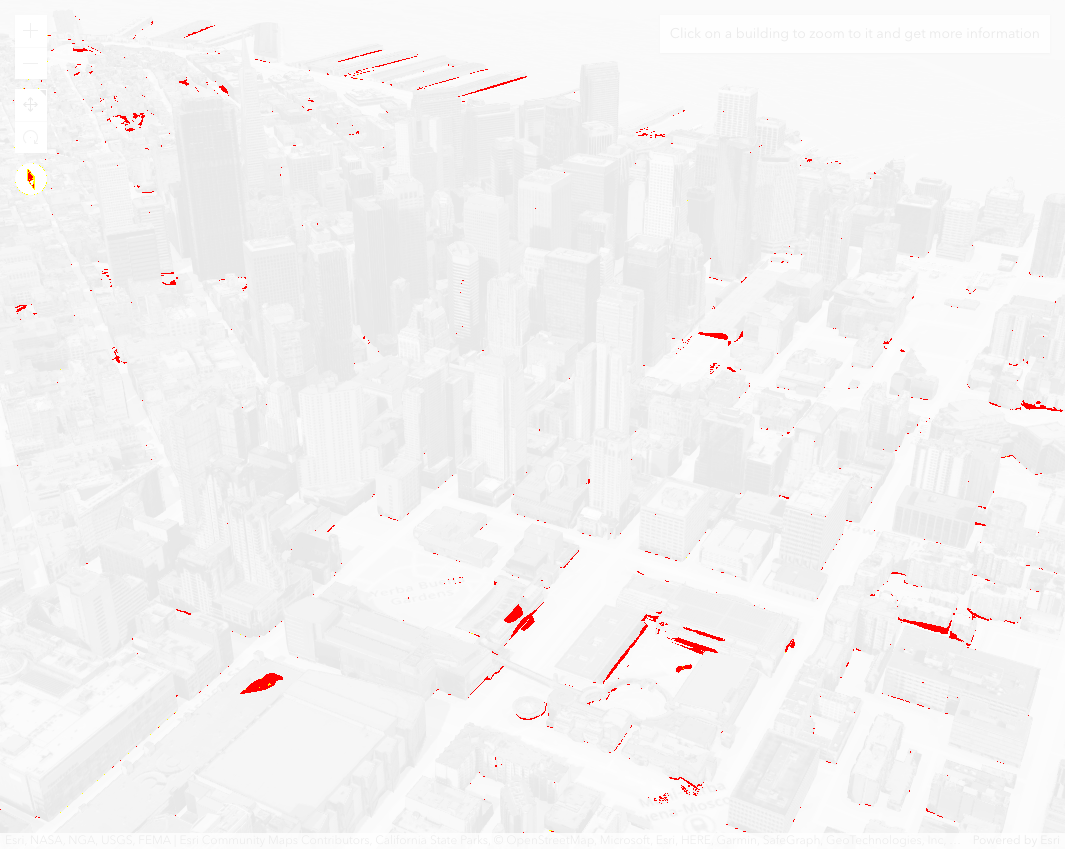 Click on a building to zoom to it and get more information
Esri, NASA, NGA, USGS, FEMA | Esri Community Maps Contributors, California State Parks, © OpenStreetMap, Microsoft, Esri, HERE, Garmin, SafeGraph, GeoTechnologies, Inc,
Powered by Esri